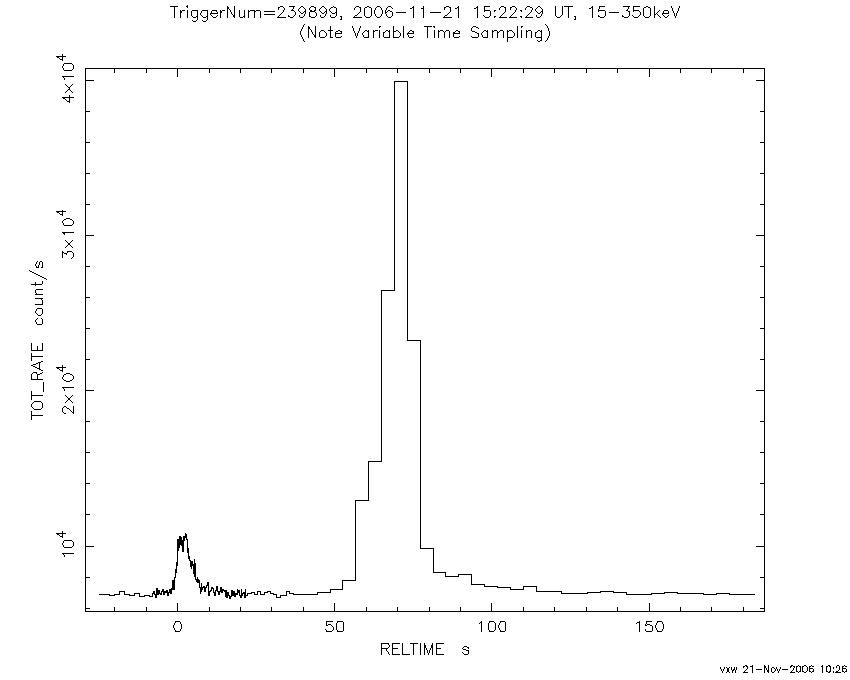 TriggerNum=239899, 2006-11-21 15:22:29 UT, 15-350keV
(Note Variable Time Sampling)
4×10⁴
3×10⁴
2×10⁴
10⁴
TOT_RATE count/s
0 50 100 150
RELTIME s
vxw 21-Nov-2006 10:26